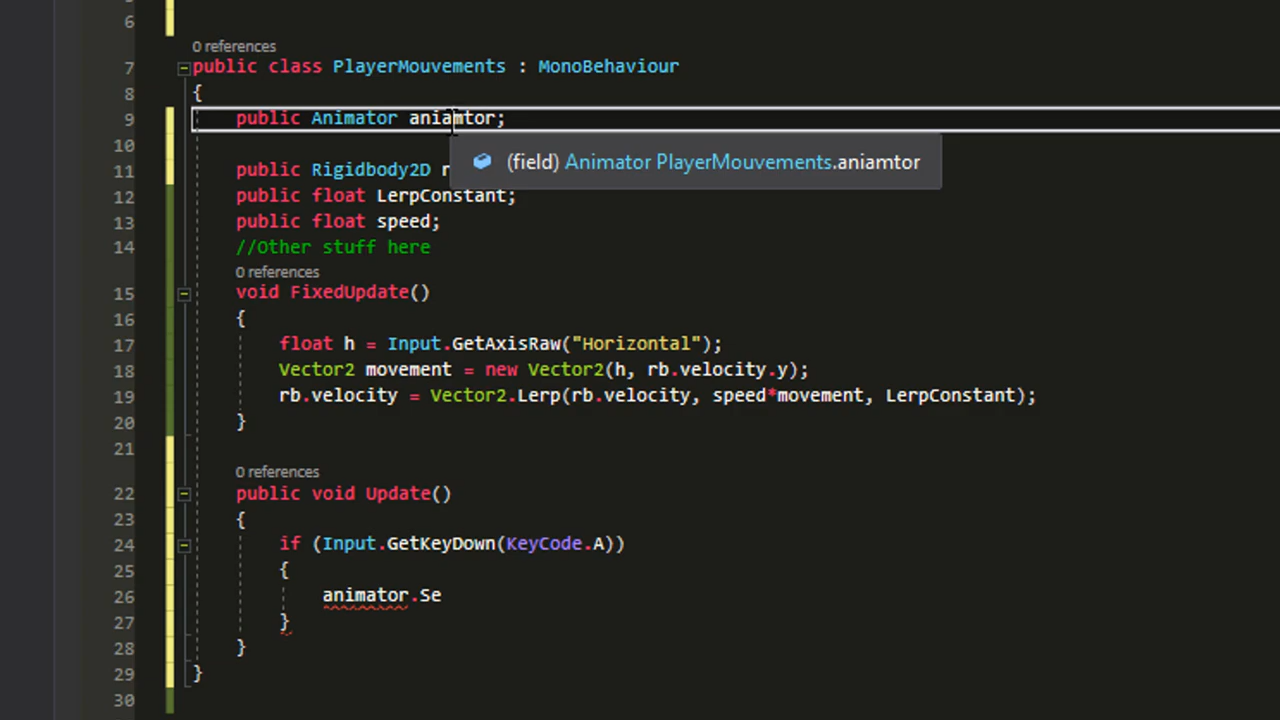 6
0 references
7 public class PlayerMouvements : MonoBehaviour
8 {
9 public Animator aniamtor;
(field) Animator PlayerMouvements.aniamtor
10
11 public Rigidbody2D r
12 public float LerpConstant;
13 public float speed;
14 //Other stuff here
0 references
15 void FixedUpdate()
16 {
17 float h = Input.GetAxisRaw("Horizontal");
18 Vector2 movement = new Vector2(h, rb.velocity.y);
19 rb.velocity = Vector2.Lerp(rb.velocity, speed*movement, LerpConstant);
20 }
21
0 references
22 public void Update()
23 {
24 if (Input.GetKeyDown(KeyCode.A))
25 {
26 animator.Se
27 }
28 }
29 }
30